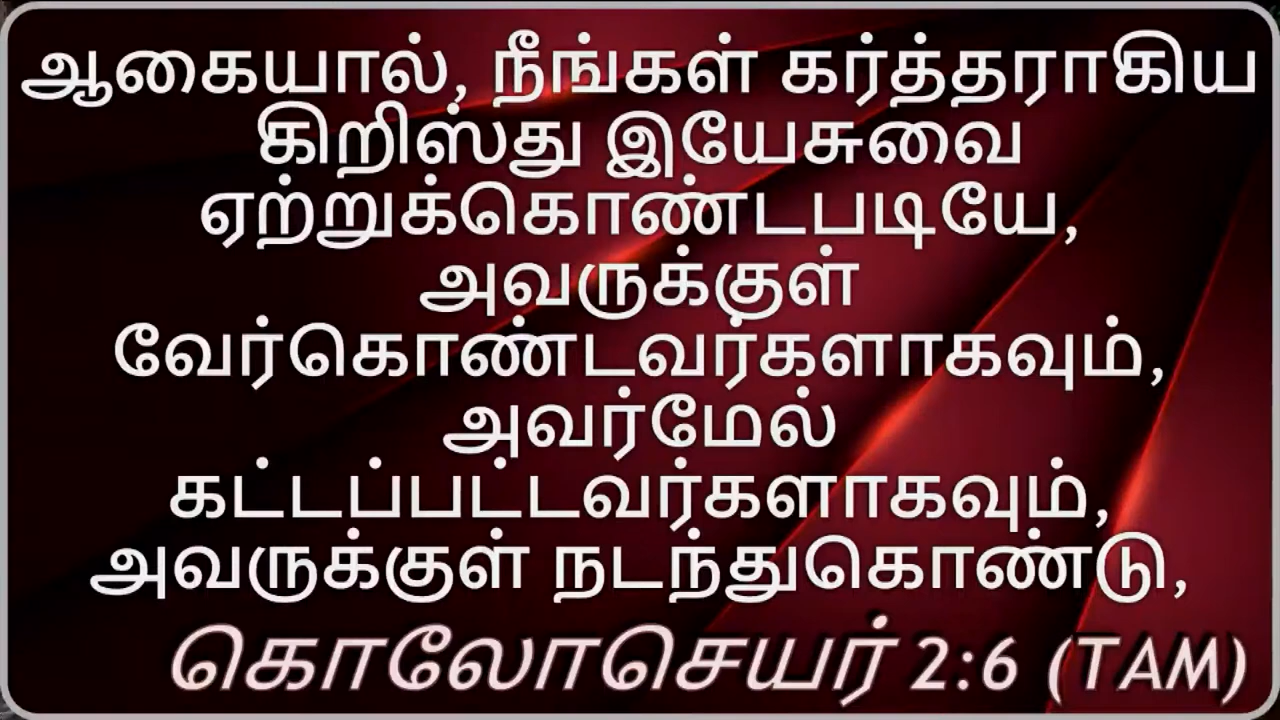 ஆகையால், நீங்கள் கர்த்தராகிய
கிறிஸ்து இயேசுவை
ஏற்றுக்கொண்டபடியே,
அவருக்குள்
வேர்கொண்டவர்களாகவும்,
அவர்மேல்
கட்டப்பட்டவர்களாகவும்,
அவருக்குள் நடந்துகொண்டு,
கொலோசெயர் 2:6 (TAM)